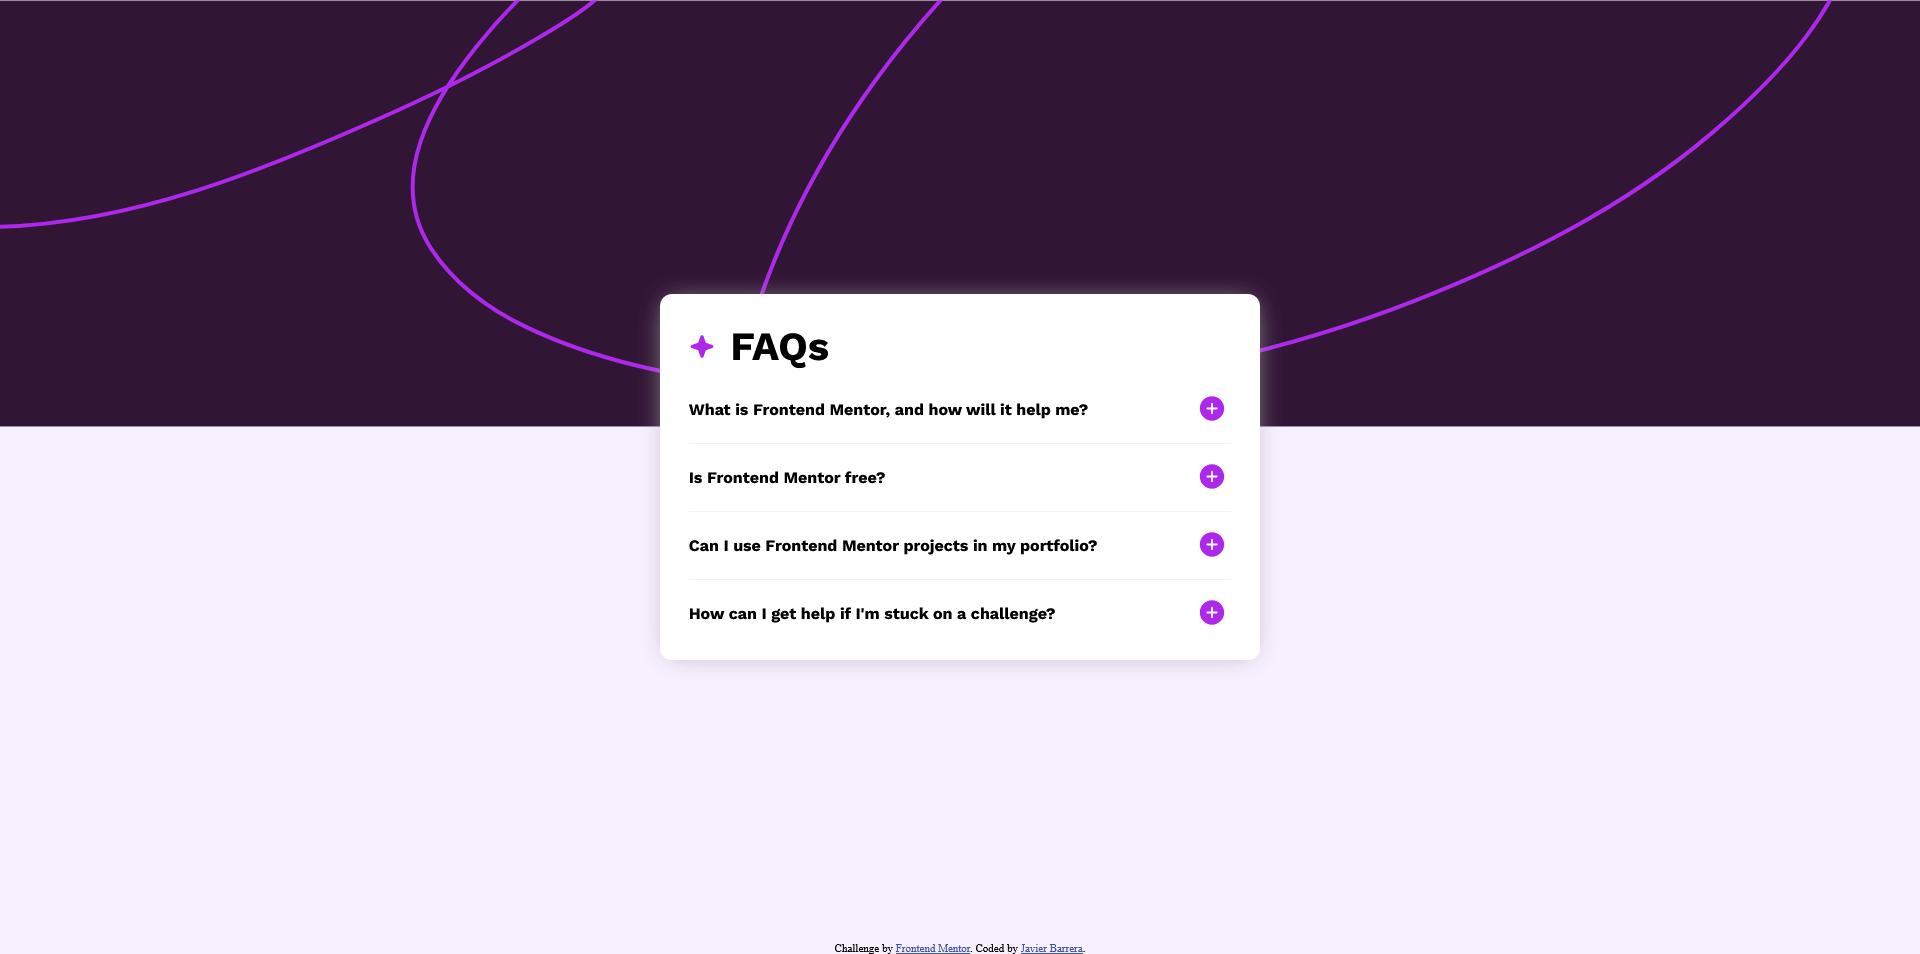 FAQs
What is Frontend Mentor, and how will it help me?
Is Frontend Mentor free?
Can I use Frontend Mentor projects in my portfolio?
How can I get help if I'm stuck on a challenge?
Challenge by Frontend Mentor. Coded by Javier Barrera.